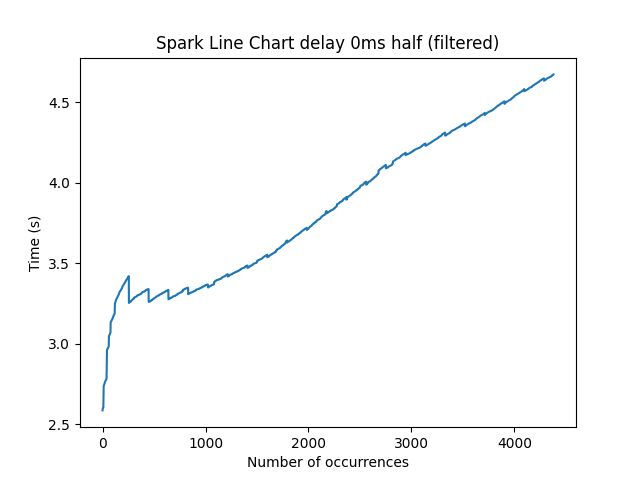 Spark Line Chart delay 0ms half (filtered)
4.5
4.0
3.5
3.0
2.5
Time (s)
0 1000 2000 3000 4000
Number of occurrences